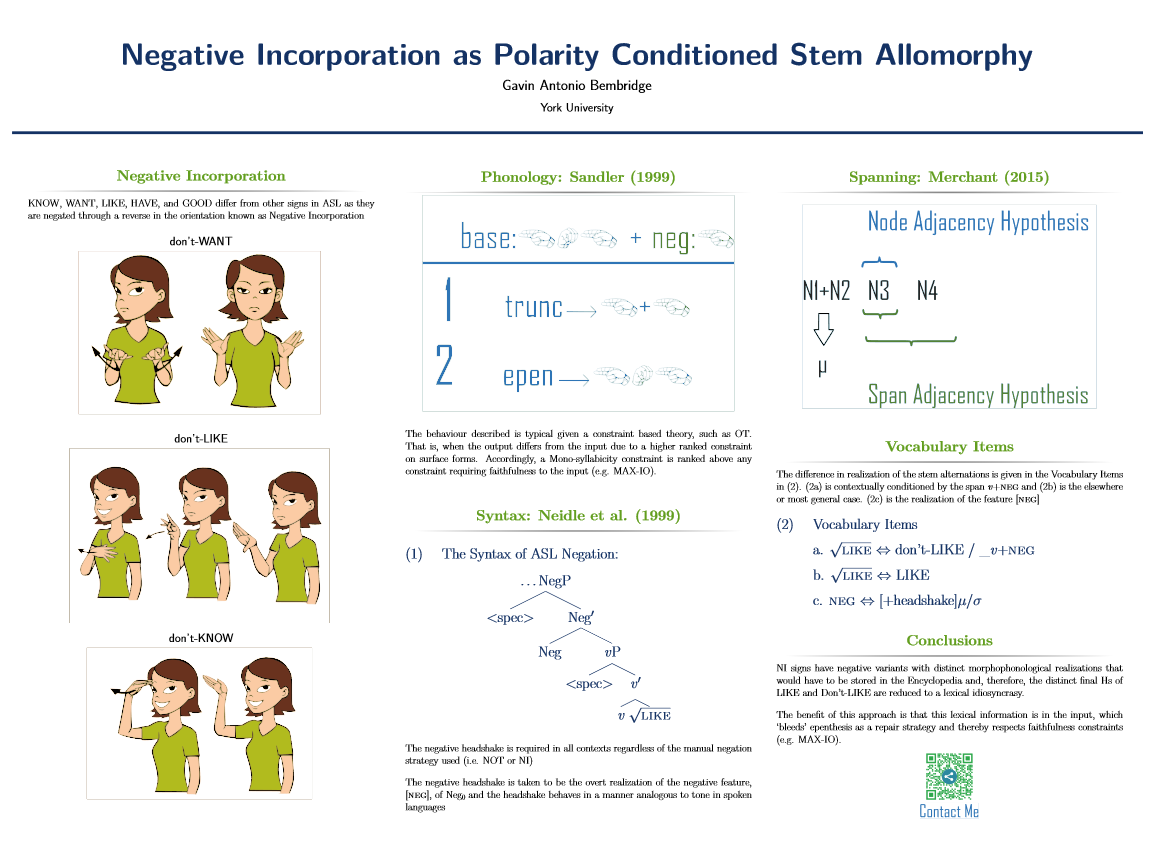 Negative Incorporation as Polarity Conditioned Stem Allomorphy
Gavin Antonio Bembridge
York University
Negative Incorporation
KNOW, WANT, LIKE, HAVE, and GOOD differ from other signs in ASL as they
are negated through a reverse in the orientation known as Negative Incorporation
don't-WANT
don't-LIKE
don't-KNOW
Phonology: Sandler (1999)
base: + neg:
1 trunc → +
2 epen →
The behaviour described is typical given a constraint based theory, such as OT.
That is, when the output differs from the input due to a higher ranked constraint
on surface forms. Accordingly, a Mono-syllabicity constraint is ranked above any
constraint requiring faithfulness to the input (e.g. MAX-IO).
Syntax: Neidle et al. (1999)
(1) The Syntax of ASL Negation:
...NegP
<spec> Neg′
Neg vP
<spec> v′
v √LIKE
The negative headshake is required in all contexts regardless of the manual negation
strategy used (i.e. NOT or NI)
The negative headshake is taken to be the overt realization of the negative feature,
[NEG], of Neg₀ and the headshake behaves in a manner analogous to tone in spoken
languages
Spanning: Merchant (2015)
Node Adjacency Hypothesis
N1+N2 N3 N4
μ
Span Adjacency Hypothesis
Vocabulary Items
The difference in realization of the stem alternations is given in the Vocabulary Items
in (2). (2a) is contextually conditioned by the span v+NEG and (2b) is the elsewhere
or most general case. (2c) is the realization of the feature [NEG]
(2) Vocabulary Items
a. √LIKE ⇔ don't-LIKE / _v+NEG
b. √LIKE ⇔ LIKE
c. NEG ⇔ [+headshake]μ/σ
Conclusions
NI signs have negative variants with distinct morphophonological realizations that
would have to be stored in the Encyclopedia and, therefore, the distinct final Hs of
LIKE and Don't-LIKE are reduced to a lexical idiosyncrasy.
The benefit of this approach is that this lexical information is in the input, which
'bleeds' epenthesis as a repair strategy and thereby respects faithfulness constraints
(e.g. MAX-IO).
Contact Me